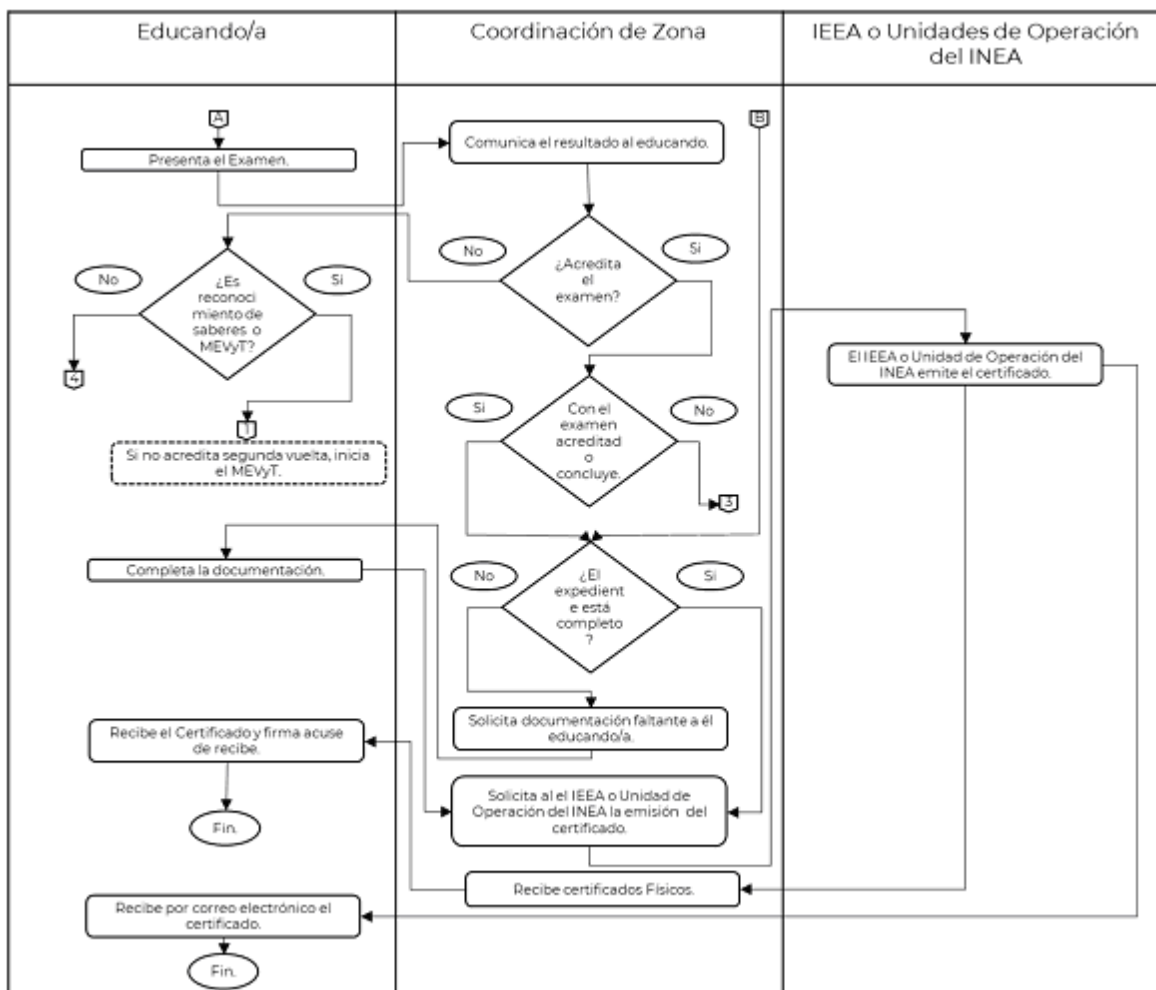 Educando/a
Coordinación de Zona
IEEA o Unidades de Operación
del INEA
A
B
Presenta el Examen.
Comunica el resultado al educando.
No
Si
¿Acredita
el
examen?
No
Si
¿Es
reconoci
miento de
saberes o
MEVyT?
4
El IEEA o Unidad de Operación del
INEA emite el certificado.
Si
No
Con el
examen
acreditad
o
concluye.
1
Si no acredita segunda vuelta, inicia
el MEVyT.
3
Completa la documentación.
No
Si
¿El
expedient
e está
completo
?
Solicita documentación faltante a él
educando/a.
Recibe el Certificado y firma acuse
de recibe.
Solicita al el IEEA o Unidad de
Operación del INEA la emisión del
certificado.
Fin.
Recibe certificados Físicos.
Recibe por correo electrónico el
certificado.
Fin.